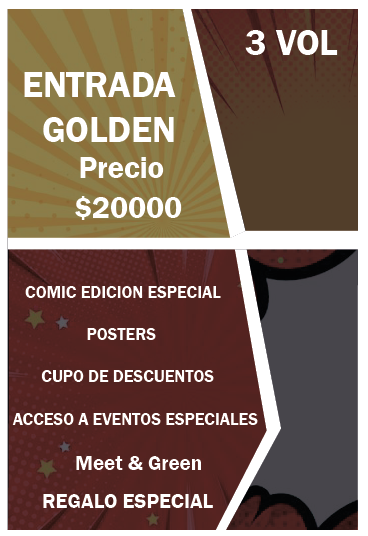 3 VOL
ENTRADA
GOLDEN
Precio
$20000
COMIC EDICION ESPECIAL
POSTERS
CUPO DE DESCUENTOS
ACCESO A EVENTOS ESPECIALES
Meet & Green
REGALO ESPECIAL